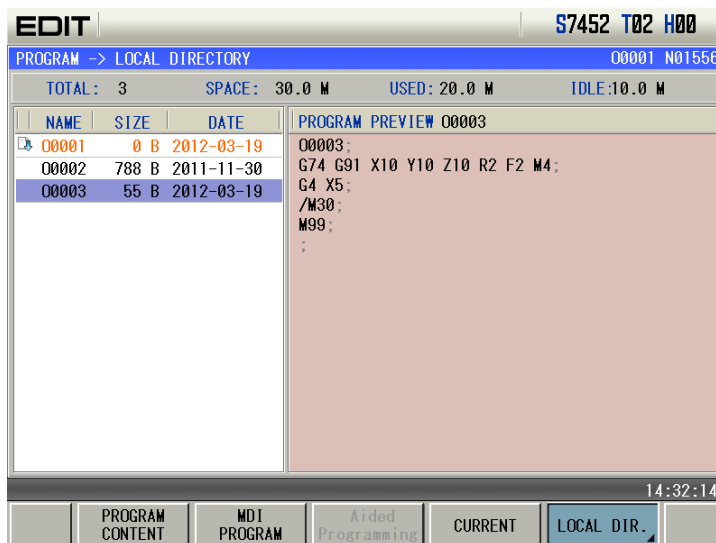 EDIT S7452 T02 H00
PROGRAM -> LOCAL DIRECTORY O0001 N01556
TOTAL: 3 SPACE: 30.0 M USED: 20.0 M IDLE:10.0 M
NAME SIZE DATE PROGRAM PREVIEW O0003
O0001 0 B 2012-03-19
O0002 788 B 2011-11-30
O0003 55 B 2012-03-19
O0003;
G74 G91 X10 Y10 Z10 R2 F2 M4;
G4 X5;
/M30;
M99;
;
14:32:14
PROGRAM CONTENT
MDI PROGRAM
Aided Programming
CURRENT
LOCAL DIR.